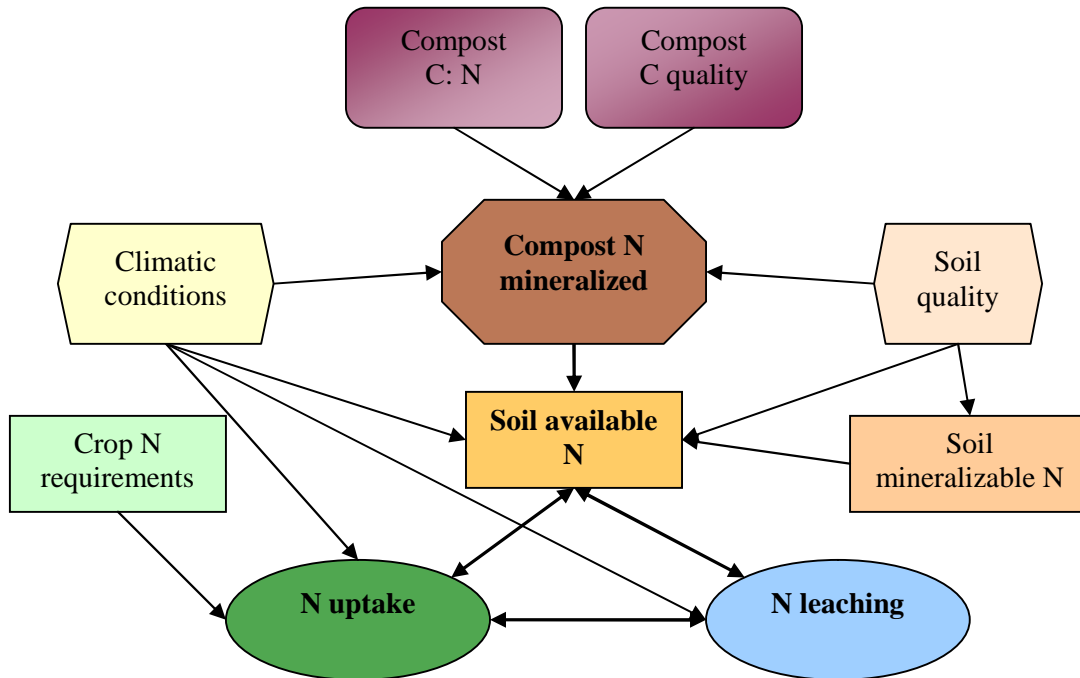 Compost
C: N
Compost
C quality
Climatic
conditions
Compost N
mineralized
Soil
quality
Crop N
requirements
Soil available
N
Soil
mineralizable N
N uptake
N leaching